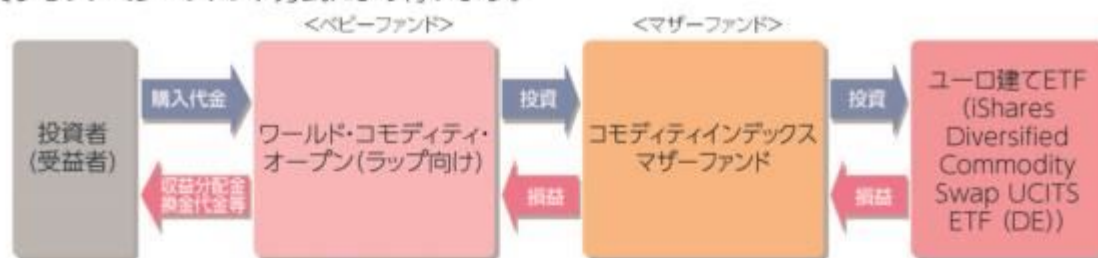 <ベビーファンド>
<マザーファンド>
投資者
(受益者)
購入代金
収益分配金
換金代金等
ワールド・コモディティ・
オープン(ラップ向け)
投資
損益
コモディティインデックス
マザーファンド
投資
損益
ユーロ建てETF
(iShares
Diversified
Commodity
Swap UCITS
ETF (DE))